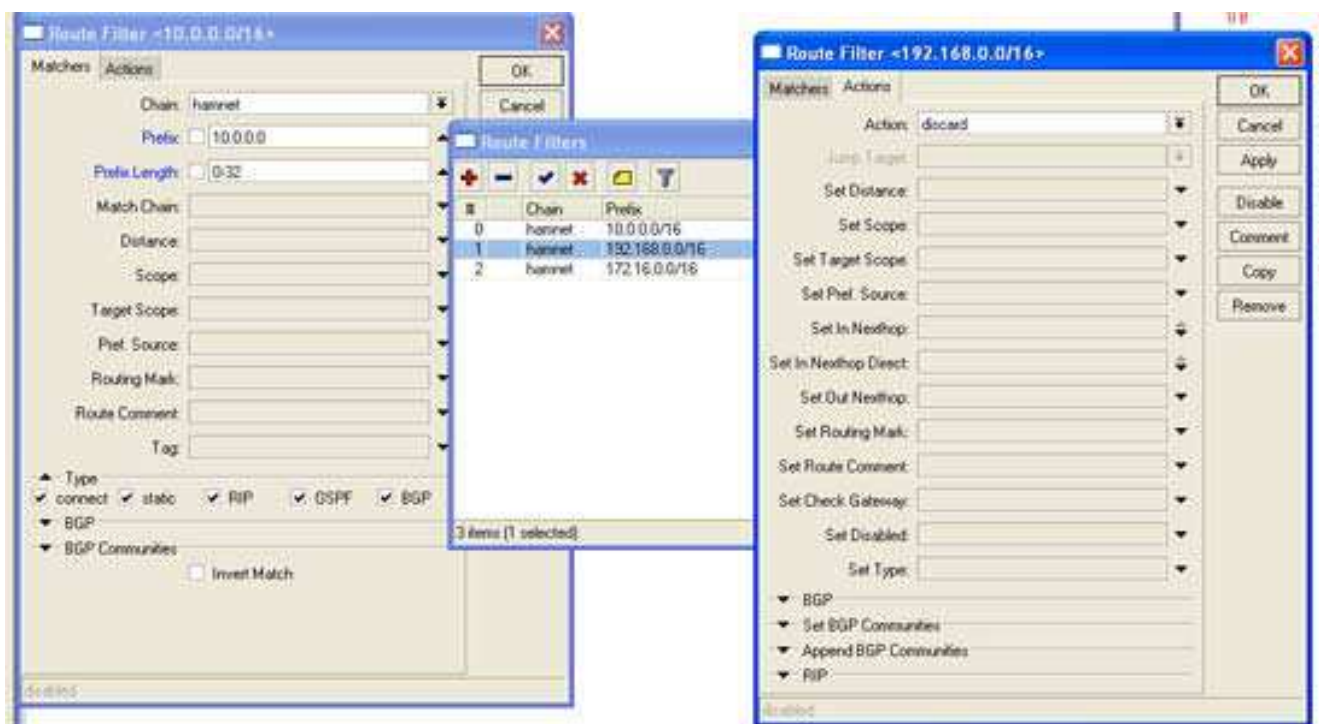 Route Filter <10.0.0.0/16>
Matchers Actions
OK
Chain: hamnet
Cancel
Prefix: 10.0.0.0
Prefix Length: 0-32
Match Chain:
Distance:
Scope:
Target Scope:
Pref. Source:
Routing Mark:
Route Comment:
Tag:
Type
connect static RIP OSPF BGP
BGP
BGP Communities
Invert Match
disabled
Route Filters
# Chain Prefix
0 hamnet 10.0.0.0/16
1 hamnet 192.168.0.0/16
2 hamnet 172.16.0.0/16
3 items (1 selected)
Route Filter <192.168.0.0/16>
Matchers Actions
OK
Action: discard
Cancel
Jump Target:
Apply
Set Distance:
Disable
Set Scope:
Comment
Set Target Scope:
Copy
Set Pref. Source:
Remove
Set In Nexthop:
Set In Nexthop Direct:
Set Out Nexthop:
Set Routing Mark:
Set Route Comment:
Set Check Gateway:
Set Disabled:
Set Type:
BGP
Set BGP Communities
Append BGP Communities
RIP
disabled